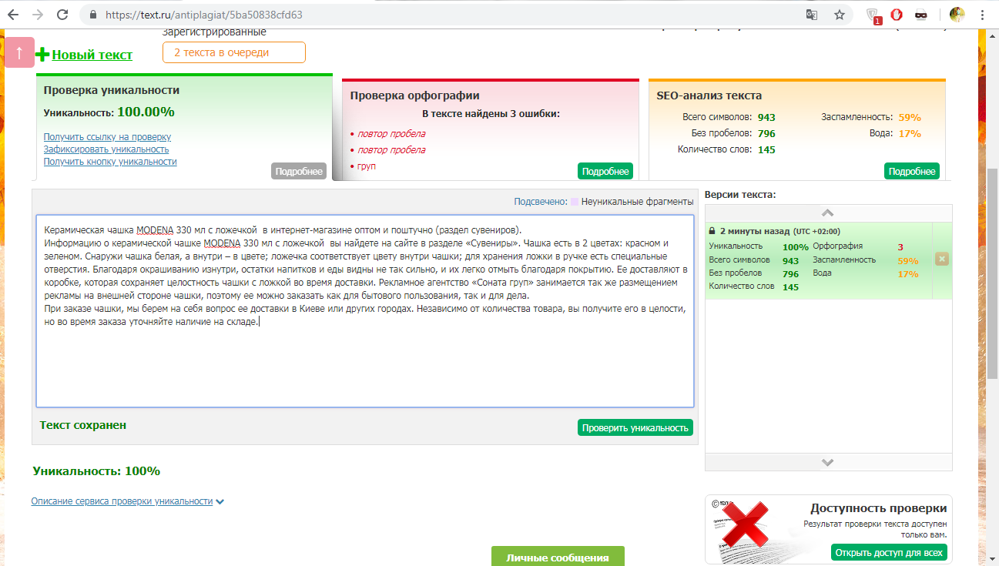 https://text.ru/antiplagiat/5ba50838cfd63
1
зарегистрированные
Новый текст
2 текста в очереди
Проверка уникальности
Уникальность: 100.00%
Получить ссылку на проверку
Зафиксировать уникальность
Получить кнопку уникальности
Подробнее
Проверка орфографии
В тексте найдены 3 ошибки:
• повтор пробела
• повтор пробела
• груп
Подробнее
SEO-анализ текста
Всего символов: 943 Заспамленность: 59%
Без пробелов: 796 Вода: 17%
Количество слов: 145
Подробнее
Подсвечено: Неуникальные фрагменты
Керамическая чашка MODENA 330 мл с ложечкой  в интернет-магазине оптом и поштучно (раздел сувениров).
Информацию о керамической чашке MODENA 330 мл с ложечкой  вы найдете на сайте в разделе «Сувениры». Чашка есть в 2 цветах: красном и
зеленом. Снаружи чашка белая, а внутри – в цвете; ложечка соответствует цвету внутри чашки; для хранения ложки в ручке есть специальные
отверстия. Благодаря окрашиванию изнутри, остатки напитков и еды видны не так сильно, и их легко отмыть благодаря покрытию. Ее доставляют в
коробке, которая сохраняет целостность чашки с ложкой во время доставки. Рекламное агентство «Соната груп» занимается так же размещением
рекламы на внешней стороне чашки, поэтому ее можно заказать как для бытового пользования, так и для дела.
При заказе чашки, мы берем на себя вопрос ее доставки в Киеве или других городах. Независимо от количества товара, вы получите его в целости,
но во время заказа уточняйте наличие на складе.
Текст сохранен
Проверить уникальность
Версии текста:
2 минуты назад (UTC +02:00)
Уникальность 100% Орфография 3
Всего символов 943 Заспамленность 59%
Без пробелов 796 Вода 17%
Количество слов 145
Уникальность: 100%
Описание сервиса проверки уникальности
Доступность проверки
Результат проверки текста доступен
только вам.
Открыть доступ для всех
Личные сообщения